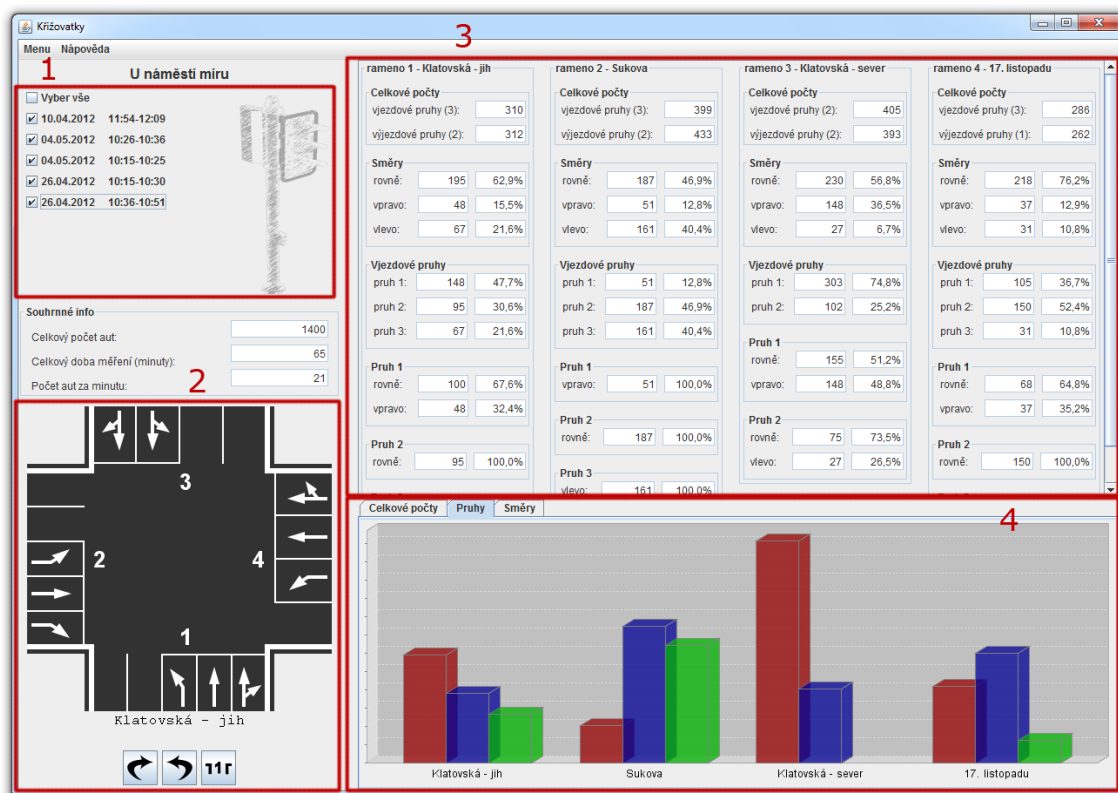 Křižovatky
Menu Nápověda
1
U náměstí míru
Vyber vše
10.04.2012 11:54-12:09
04.05.2012 10:26-10:36
04.05.2012 10:15-10:25
26.04.2012 10:15-10:30
26.04.2012 10:36-10:51
Souhrnné info
Celkový počet aut: 1400
Celkový doba měření (minuty): 65
Počet aut za minutu: 21
2
3
2
4
1
Klatovská - jih
3
rameno 1 - Klatovská - jih
Celkové počty
vjezdové pruhy (3): 310
výjezdové pruhy (2): 312
Směry
rovně: 195 62,9%
vpravo: 48 15,5%
vlevo: 67 21,6%
Vjezdové pruhy
pruh 1: 148 47,7%
pruh 2: 95 30,6%
pruh 3: 67 21,6%
Pruh 1
rovně: 100 67,6%
vpravo: 48 32,4%
Pruh 2
rovně: 95 100,0%
rameno 2 - Sukova
Celkové počty
vjezdové pruhy (3): 399
výjezdové pruhy (2): 433
Směry
rovně: 187 46,9%
vpravo: 51 12,8%
vlevo: 161 40,4%
Vjezdové pruhy
pruh 1: 51 12,8%
pruh 2: 187 46,9%
pruh 3: 161 40,4%
Pruh 1
vpravo: 51 100,0%
Pruh 2
rovně: 187 100,0%
Pruh 3
vlevo: 161 100,0%
rameno 3 - Klatovská - sever
Celkové počty
vjezdové pruhy (2): 405
výjezdové pruhy (2): 393
Směry
rovně: 230 56,8%
vpravo: 148 36,5%
vlevo: 27 6,7%
Vjezdové pruhy
pruh 1: 303 74,8%
pruh 2: 102 25,2%
Pruh 1
rovně: 155 51,2%
vpravo: 148 48,8%
Pruh 2
rovně: 75 73,5%
vlevo: 27 26,5%
rameno 4 - 17. listopadu
Celkové počty
vjezdové pruhy (3): 286
výjezdové pruhy (1): 262
Směry
rovně: 218 76,2%
vpravo: 37 12,9%
vlevo: 31 10,8%
Vjezdové pruhy
pruh 1: 105 36,7%
pruh 2: 150 52,4%
pruh 3: 31 10,8%
Pruh 1
rovně: 68 64,8%
vpravo: 37 35,2%
Pruh 2
rovně: 150 100,0%
Celkové počty Pruhy Směry
4
Klatovská - jih Sukova Klatovská - sever 17. listopadu